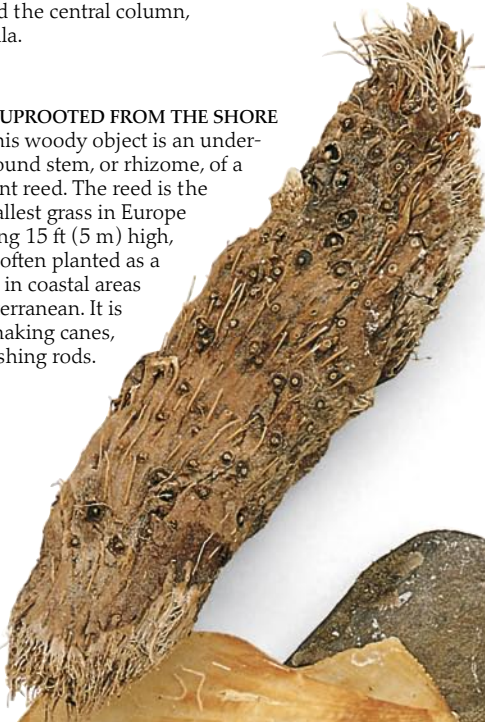 d the central column,
la.
UPROOTED FROM THE SHORE
his woody object is an under-
ound stem, or rhizome, of a
nt reed. The reed is the
allest grass in Europe
ng 15 ft (5 m) high,
often planted as a
in coastal areas
erranean. It is
naking canes,
shing rods.